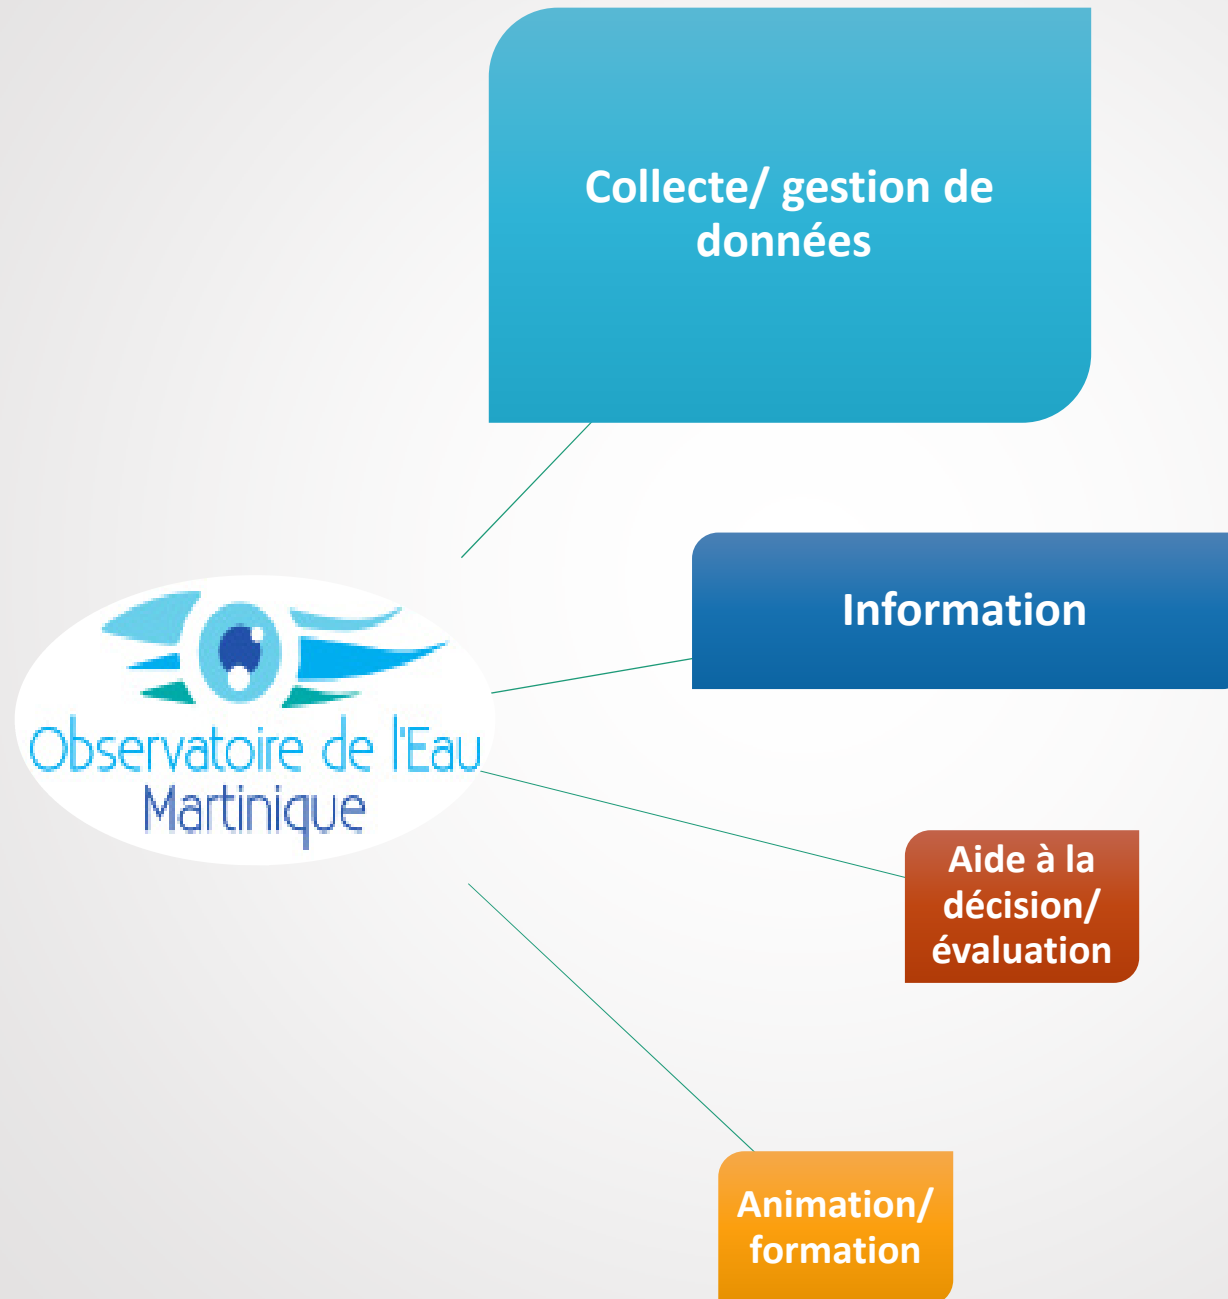 Collecte/ gestion de
données
Information
Observatoire de l'Eau
Martinique
Aide à la
décision/
évaluation
Animation/
formation